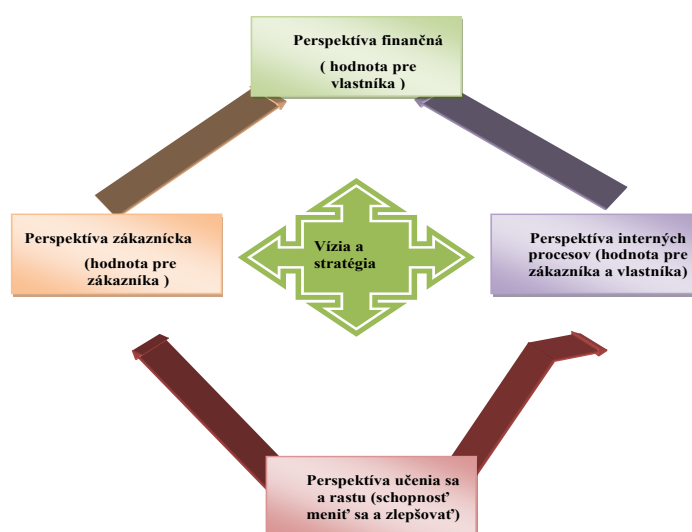 Perspektíva finančná
( hodnota pre
vlastníka )
Perspektíva zákaznícka
(hodnota pre
zákazníka )
Vízia a
stratégia
Perspektíva interných
procesov (hodnota pre
zákazníka a vlastníka)
Perspektíva učenia sa
a rastu (schopnosť
meniť sa a zlepšovať)